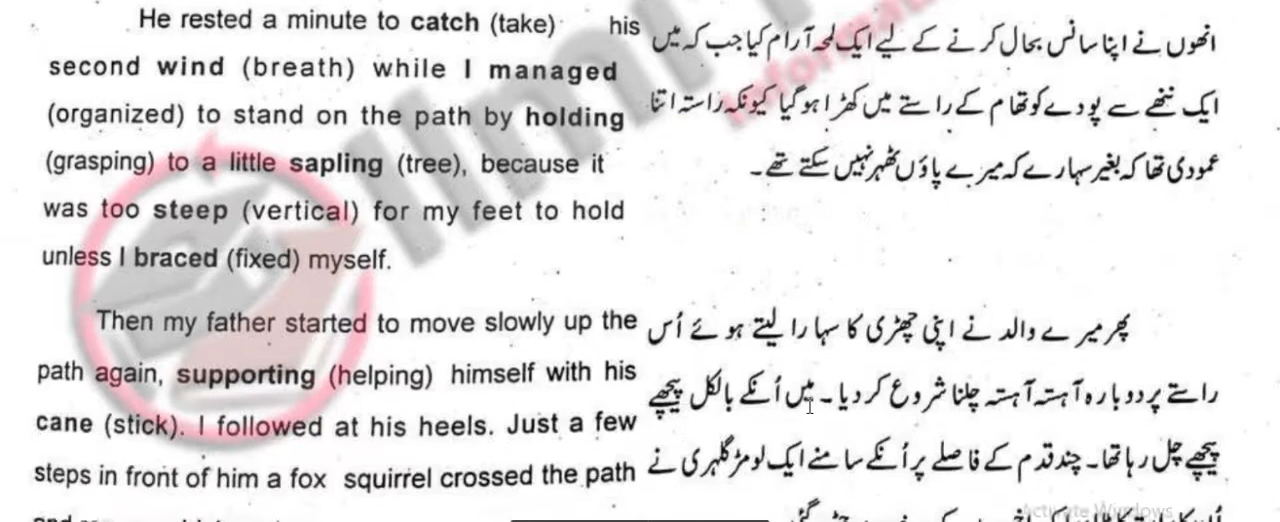 He rested a minute to catch (take) his
second wind (breath) while I managed
(organized) to stand on the path by holding
(grasping) to a little sapling (tree), because it
was too steep (vertical) for my feet to hold
unless I braced (fixed) myself.
Then my father started to move slowly up the
path again, supporting (helping) himself with his
cane (stick). I followed at his heels. Just a few
steps in front of him a fox squirrel crossed the path
انھوں نے اپنا سانس بحال کرنے کے لیے ایک لمحہ آرام کیا جب کہ میں
ایک ننھے سے پودے کو تھام کے راستے میں کھڑا ہو گیا کیونکہ راستہ اتنا
عمودی تھا کہ بغیر سہارے کہ میرے پاؤں ٹھہر نہیں سکتے تھے۔
پھر میرے والد نے اپنی چھڑی کا سہارا لیتے ہوئے اُس
راستے پر دوبارہ آہستہ آہستہ چلنا شروع کر دیا۔ میں اُنکے بالکل پیچھے
پیچھے چل رہا تھا۔ چند قدم کے فاصلے پر اُنکے سامنے ایک لومڑ گلہری نے
Activate Windows